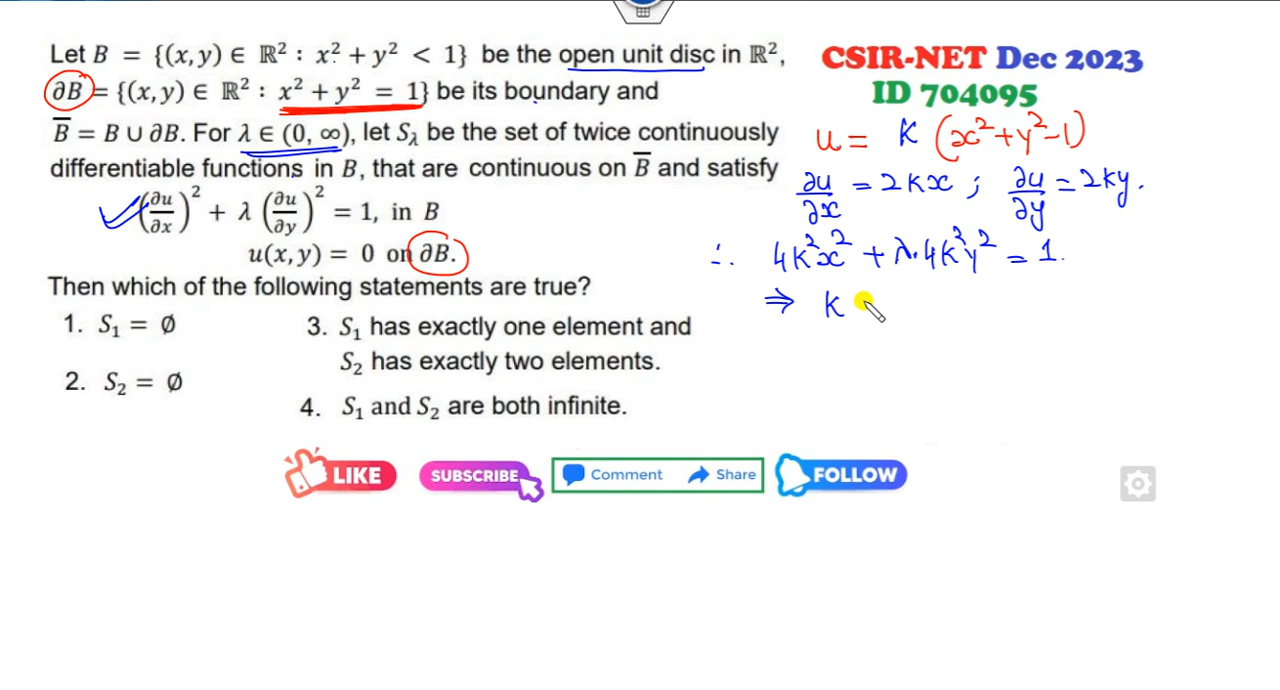 Let B = {(x, y) ∈ ℝ² : x² + y² < 1} be the open unit disc in ℝ²,
∂B = {(x, y) ∈ ℝ² : x² + y² = 1} be its boundary and
B̅ = B ∪ ∂B. For λ ∈ (0, ∞), let S_λ be the set of twice continuously
differentiable functions in B, that are continuous on B̅ and satisfy
(∂u/∂x)² + λ (∂u/∂y)² = 1, in B
u(x, y) = 0 on ∂B.
Then which of the following statements are true?
1. S₁ = ∅
2. S₂ = ∅
3. S₁ has exactly one element and
S₂ has exactly two elements.
4. S₁ and S₂ are both infinite.
CSIR-NET Dec 2023
ID 704095
u = K (x²+y²-1)
∂u/∂x = 2Kx ; ∂u/∂y = 2Ky.
∴ 4K²x² + λ.4K²y² = 1.
⇒ K
LIKE
SUBSCRIBE
Comment
Share
FOLLOW